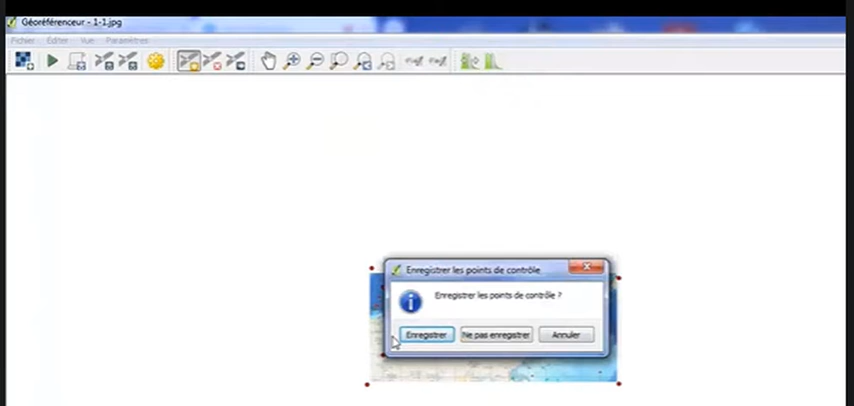 Géoréférenceur - 1-1.jpg
Fichier Éditer Vue Paramètres
Enregistrer les points de contrôle
Enregistrer les points de contrôle ?
Enregistrer Ne pas enregistrer Annuler